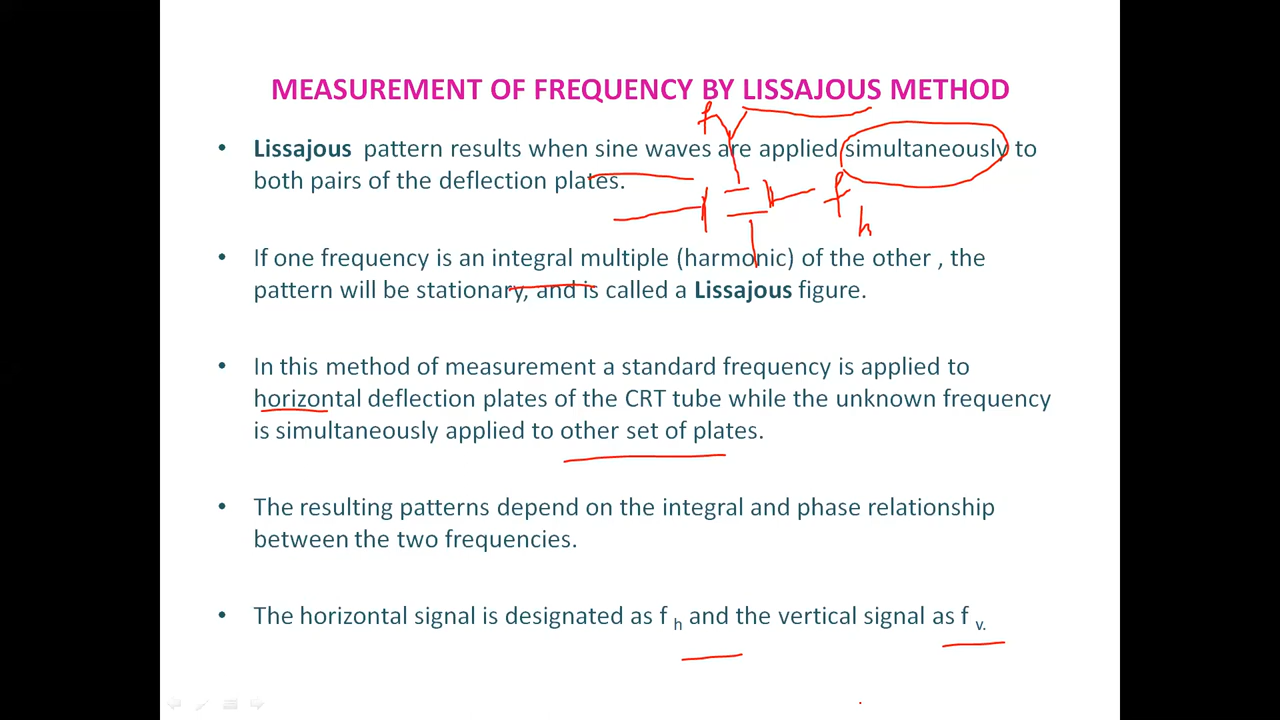 MEASUREMENT OF FREQUENCY BY LISSAJOUS METHOD
• Lissajous pattern results when sine waves are applied simultaneously to
both pairs of the deflection plates.
fv
f h
• If one frequency is an integral multiple (harmonic) of the other , the
pattern will be stationary, and is called a Lissajous figure.
• In this method of measurement a standard frequency is applied to
horizontal deflection plates of the CRT tube while the unknown frequency
is simultaneously applied to other set of plates.
• The resulting patterns depend on the integral and phase relationship
between the two frequencies.
• The horizontal signal is designated as f h and the vertical signal as f v.